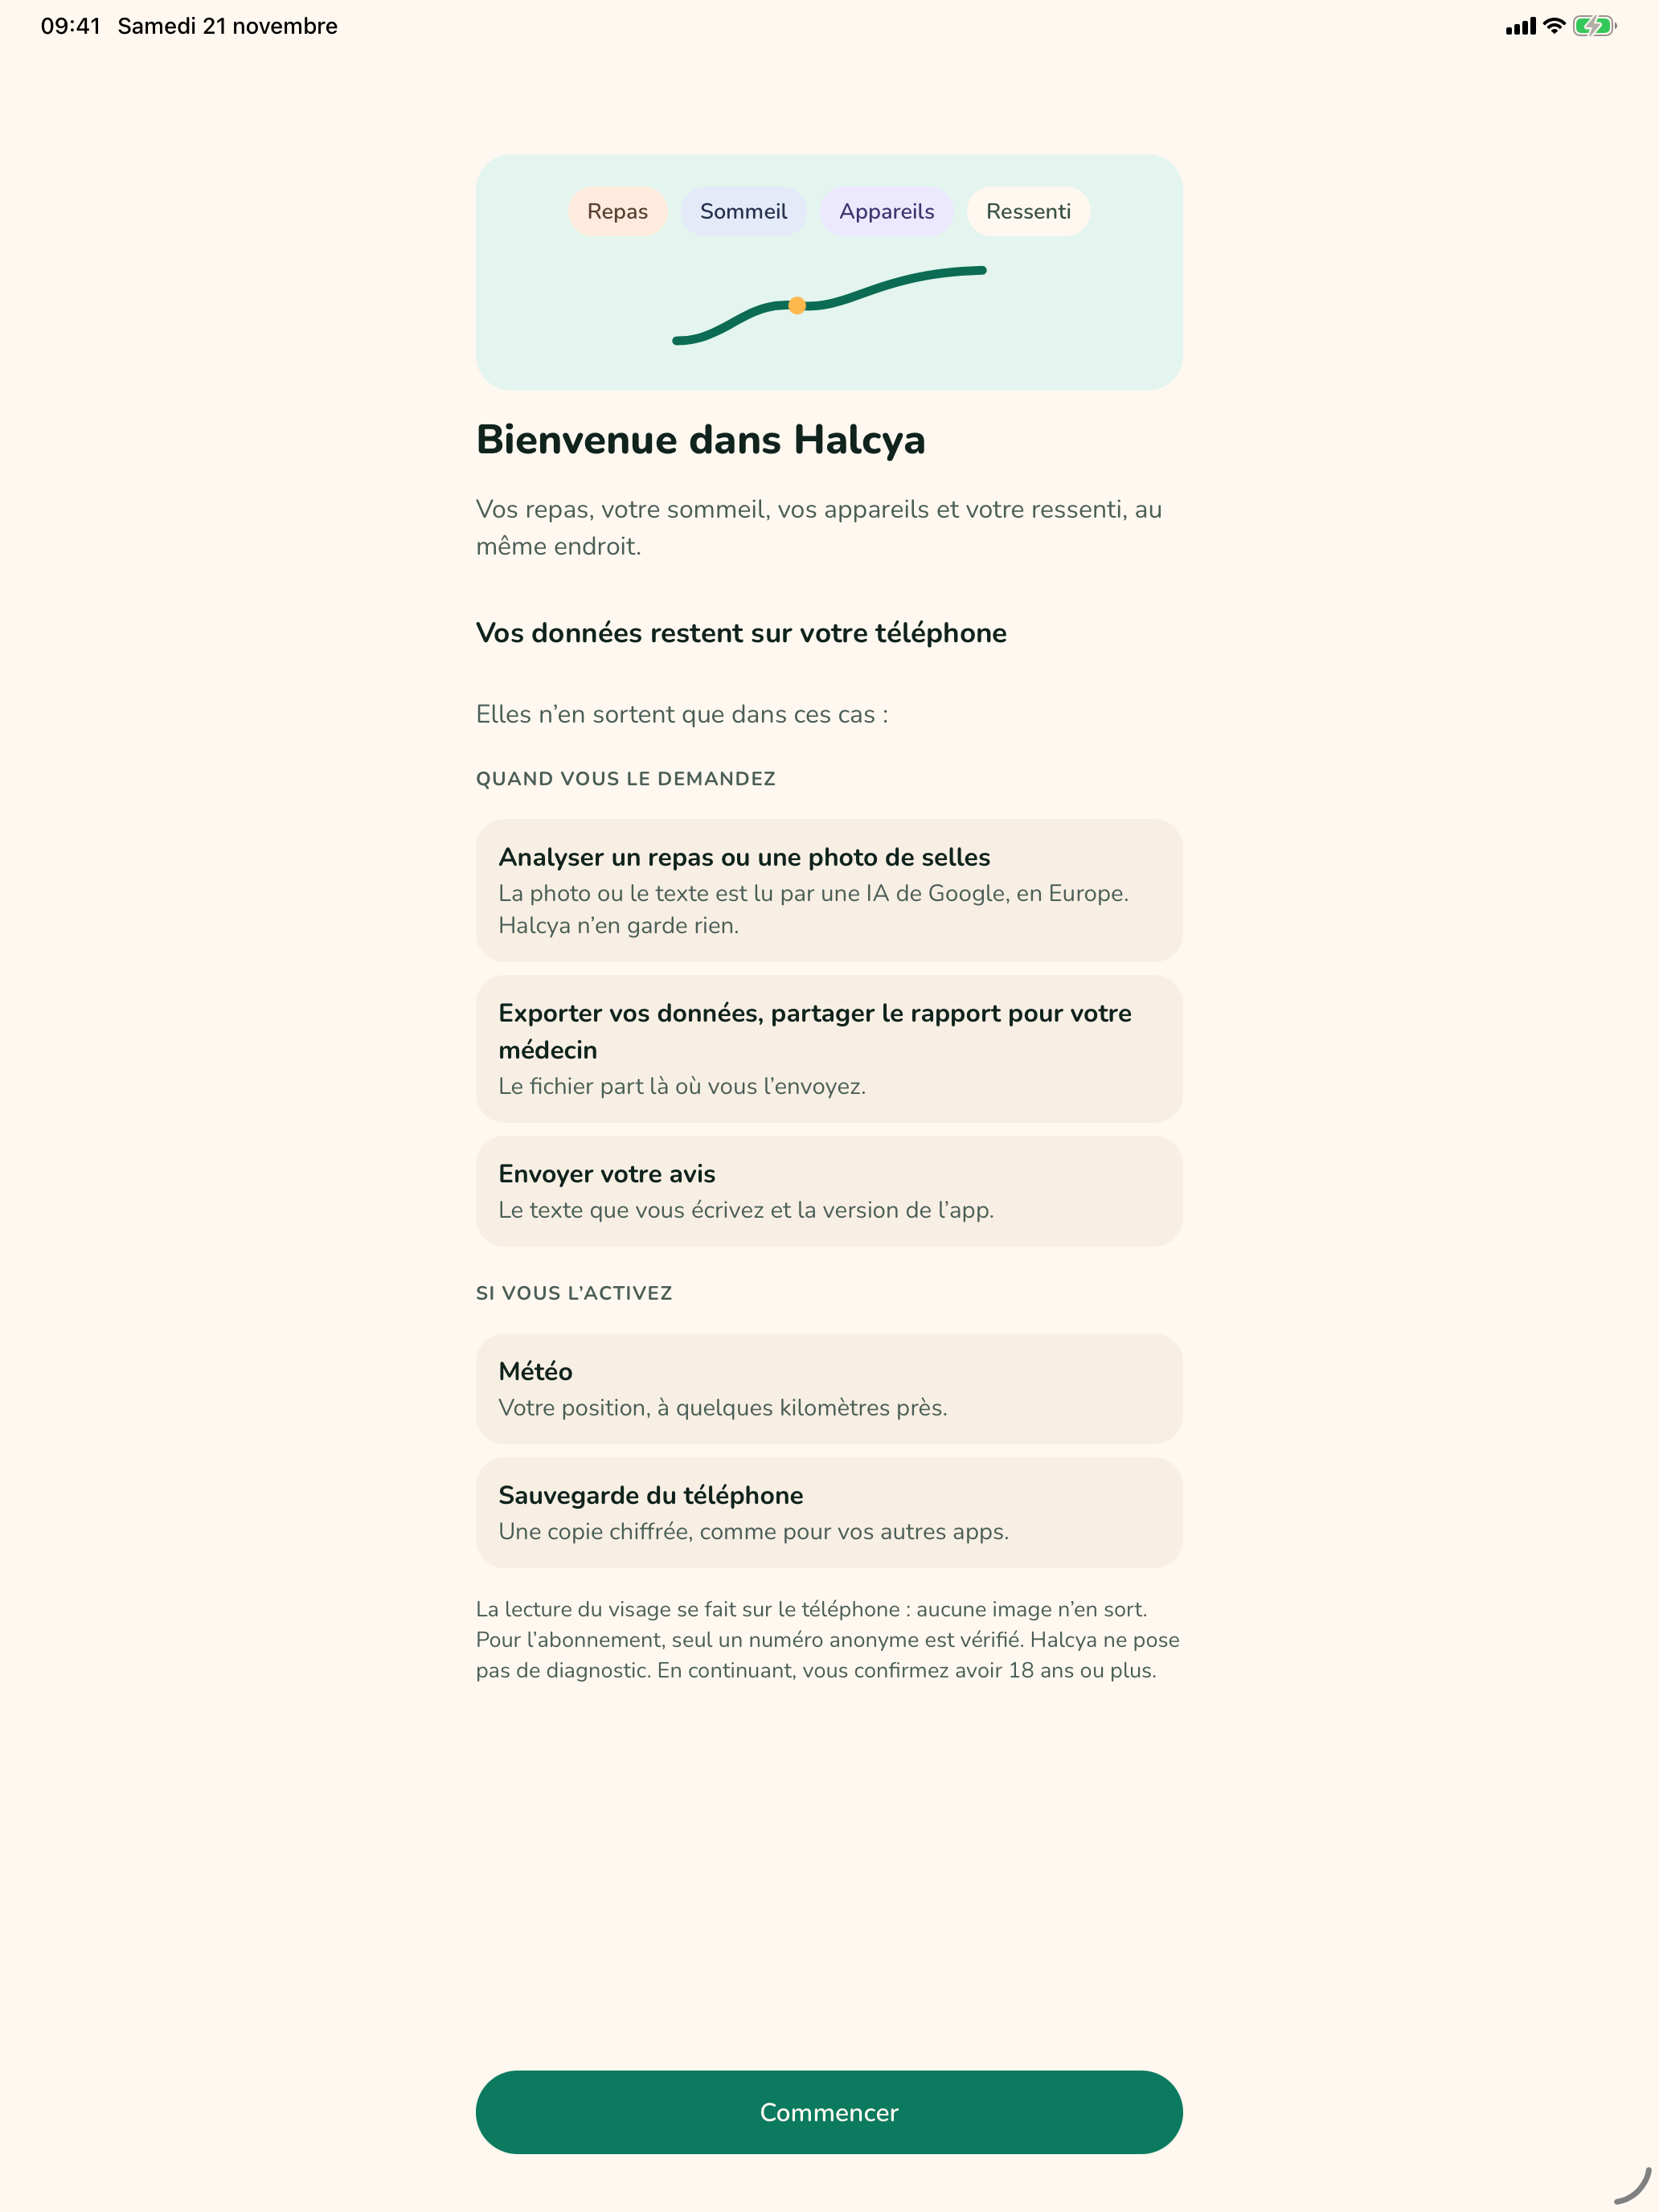 09:41 Samedi 21 novembre
Repas Sommeil Appareils Ressenti
Bienvenue dans Halcya
Vos repas, votre sommeil, vos appareils et votre ressenti, au
même endroit.
Vos données restent sur votre téléphone
Elles n’en sortent que dans ces cas :
QUAND VOUS LE DEMANDEZ
Analyser un repas ou une photo de selles
La photo ou le texte est lu par une IA de Google, en Europe.
Halcya n’en garde rien.
Exporter vos données, partager le rapport pour votre
médecin
Le fichier part là où vous l’envoyez.
Envoyer votre avis
Le texte que vous écrivez et la version de l’app.
SI VOUS L’ACTIVEZ
Météo
Votre position, à quelques kilomètres près.
Sauvegarde du téléphone
Une copie chiffrée, comme pour vos autres apps.
La lecture du visage se fait sur le téléphone : aucune image n’en sort.
Pour l’abonnement, seul un numéro anonyme est vérifié. Halcya ne pose
pas de diagnostic. En continuant, vous confirmez avoir 18 ans ou plus.
Commencer